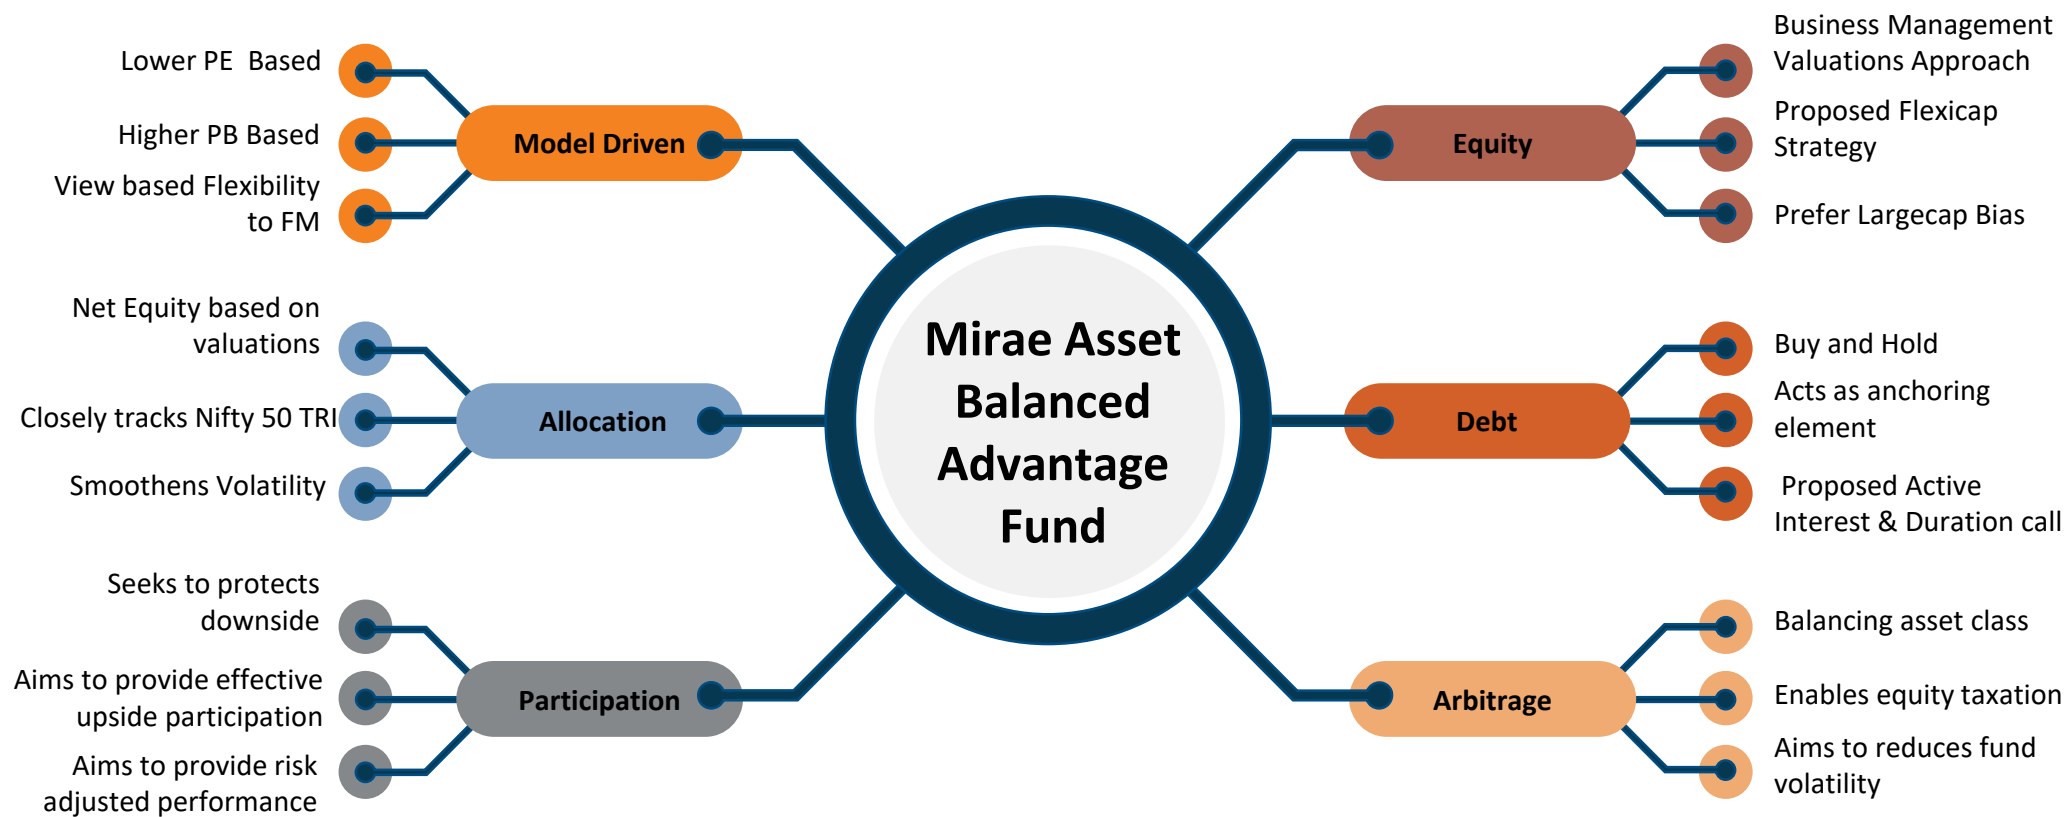 Lower PE  Based
Higher PB Based
View based Flexibility
to FM
Model Driven
Net Equity based on
valuations
Closely tracks Nifty 50 TRI
Smoothens Volatility
Allocation
Seeks to protects
downside
Aims to provide effective
upside participation
Aims to provide risk
adjusted performance
Participation
Mirae Asset
Balanced
Advantage
Fund
Equity
Business Management
Valuations Approach
Proposed Flexicap
Strategy
Prefer Largecap Bias
Debt
Buy and Hold
Acts as anchoring
element
Proposed Active
Interest & Duration call
Arbitrage
Balancing asset class
Enables equity taxation
Aims to reduces fund
volatility